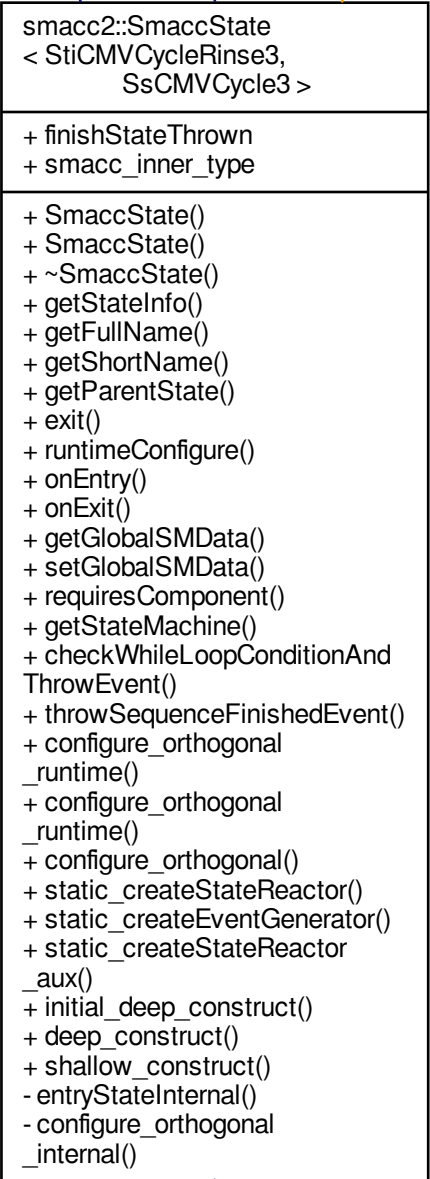 smacc2::SmaccState
< StiCMVCycleRinse3,
SsCMVCycle3 >
+ finishStateThrown
+ smacc_inner_type
+ SmaccState()
+ SmaccState()
+ ~SmaccState()
+ getStateInfo()
+ getFullName()
+ getShortName()
+ getParentState()
+ exit()
+ runtimeConfigure()
+ onEntry()
+ onExit()
+ getGlobalSMData()
+ setGlobalSMData()
+ requiresComponent()
+ getStateMachine()
+ checkWhileLoopConditionAnd
ThrowEvent()
+ throwSequenceFinishedEvent()
+ configure_orthogonal
_runtime()
+ configure_orthogonal
_runtime()
+ configure_orthogonal()
+ static_createStateReactor()
+ static_createEventGenerator()
+ static_createStateReactor
_aux()
+ initial_deep_construct()
+ deep_construct()
+ shallow_construct()
- entryStateInternal()
- configure_orthogonal
_internal()